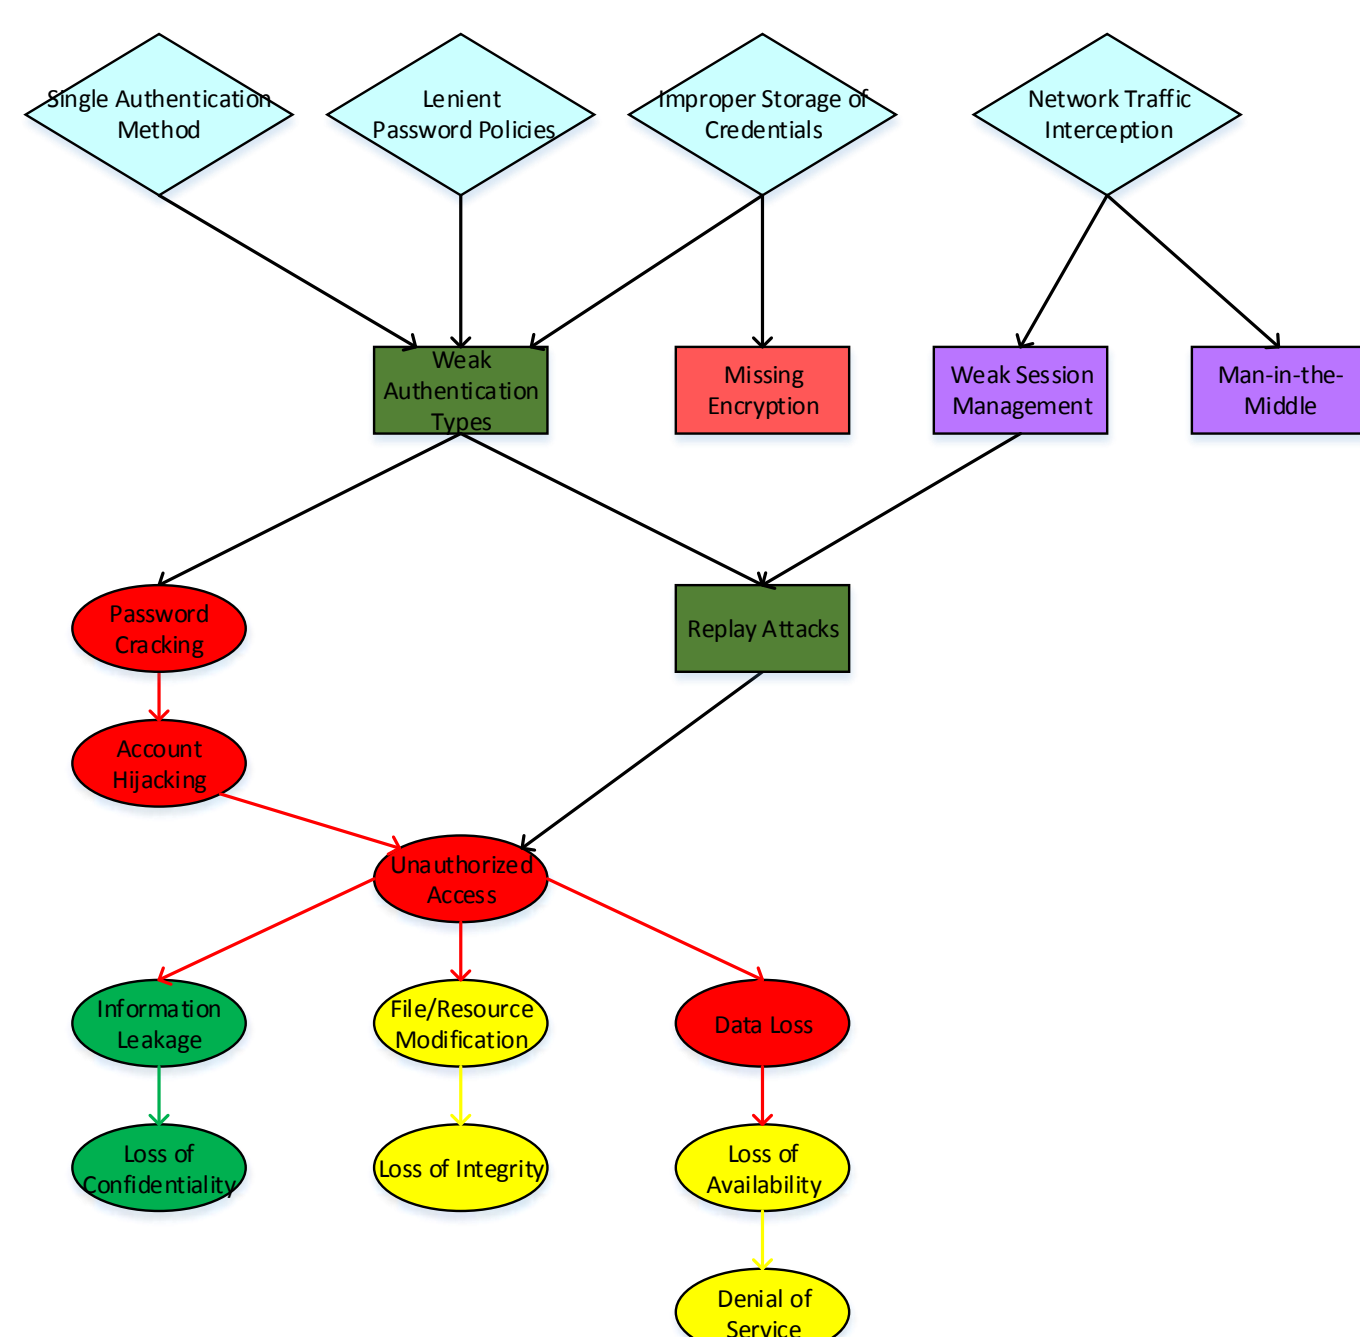 Single Authentication
Method
Lenient
Password Policies
Improper Storage of
Credentials
Network Traffic
Interception
Weak
Authentication
Types
Missing
Encryption
Weak Session
Management
Man-in-the-
Middle
Password
Cracking
Replay Attacks
Account
Hijacking
Unauthorized
Access
Information
Leakage
File/Resource
Modification
Data Loss
Loss of
Confidentiality
Loss of Integrity
Loss of
Availability
Denial of
Service